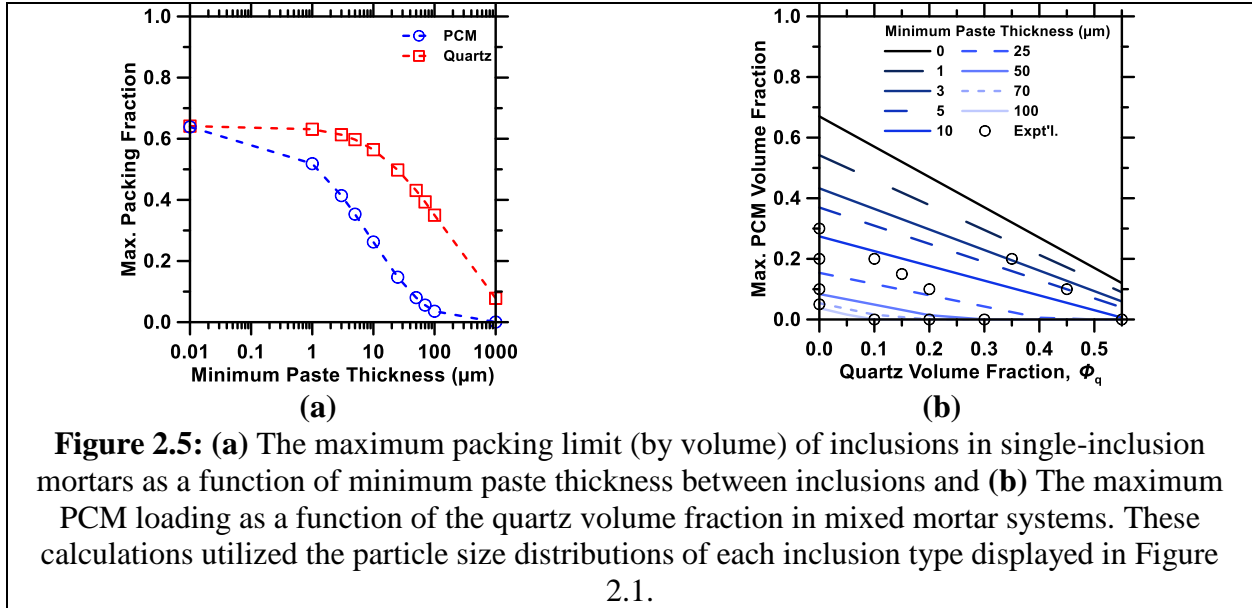 1.0
0.8
0.6
0.4
0.2
0.0
Max. Packing Fraction
PCM
Quartz
0.01 0.1 1 10 100 1000
Minimum Paste Thickness (µm)
(a)
1.0
0.8
0.6
0.4
0.2
0.0
Max. PCM Volume Fraction
Minimum Paste Thickness (µm)
0 25
1 50
3 70
5 100
10 Expt'l.
0.0 0.1 0.2 0.3 0.4 0.5
Quartz Volume Fraction, Φq
(b)
Figure 2.5: (a) The maximum packing limit (by volume) of inclusions in single-inclusion
mortars as a function of minimum paste thickness between inclusions and (b) The maximum
PCM loading as a function of the quartz volume fraction in mixed mortar systems. These
calculations utilized the particle size distributions of each inclusion type displayed in Figure
2.1.